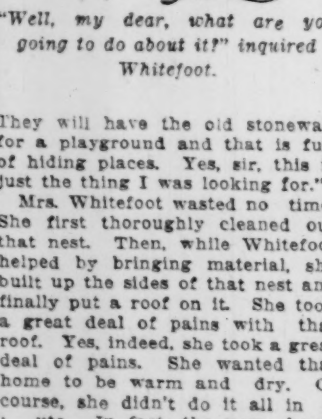 "Well, my dear, what are yo
going to do about it?" inquired
Whitefoot.
They will have the old stonewa
for a playground and that is fu
of hiding places. Yes, sir, this i
just the thing I was looking for."
Mrs. Whitefoot wasted no tim
She first thoroughly cleaned ou
that nest. Then, while Whitefoo
helped by bringing material, sh
built up the sides of that nest an
finally put a roof on it. She too
a great deal of pains with tha
roof. Yes, indeed, she took a grea
deal of pains. She wanted tha
home to be warm and dry. O
course, she didn't do it all in